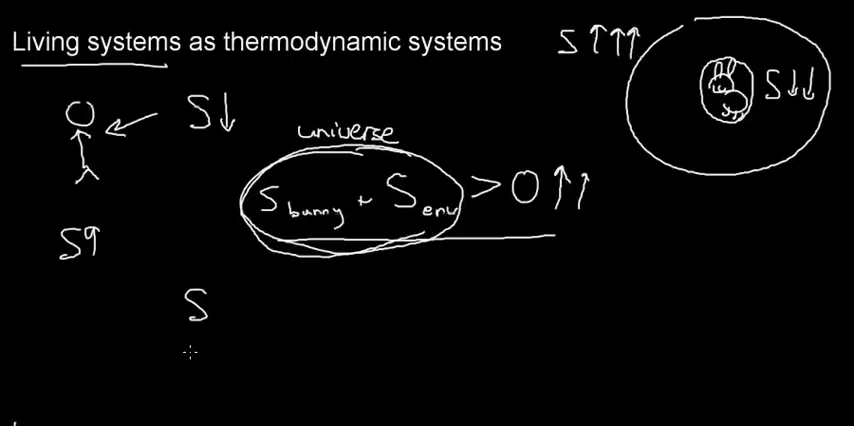 Living systems as thermodynamic systems
S ↑↑↑
S↓↓
S↓
universe
S bunny + S env > 0 ↑↑
S↑
S